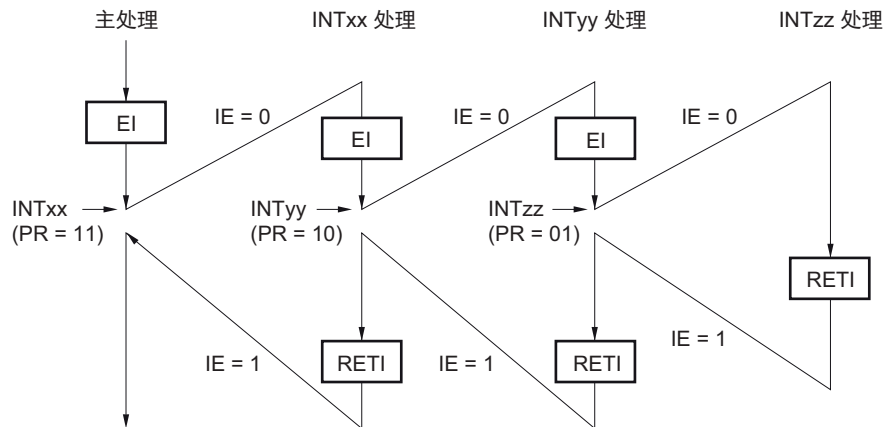 主处理
INTxx 处理
INTyy 处理
INTzz 处理
EI
IE = 0
EI
IE = 0
EI
IE = 0
INTxx
(PR = 11)
INTyy
(PR = 10)
INTzz
(PR = 01)
RETI
IE = 1
RETI
IE = 1
RETI
IE = 1